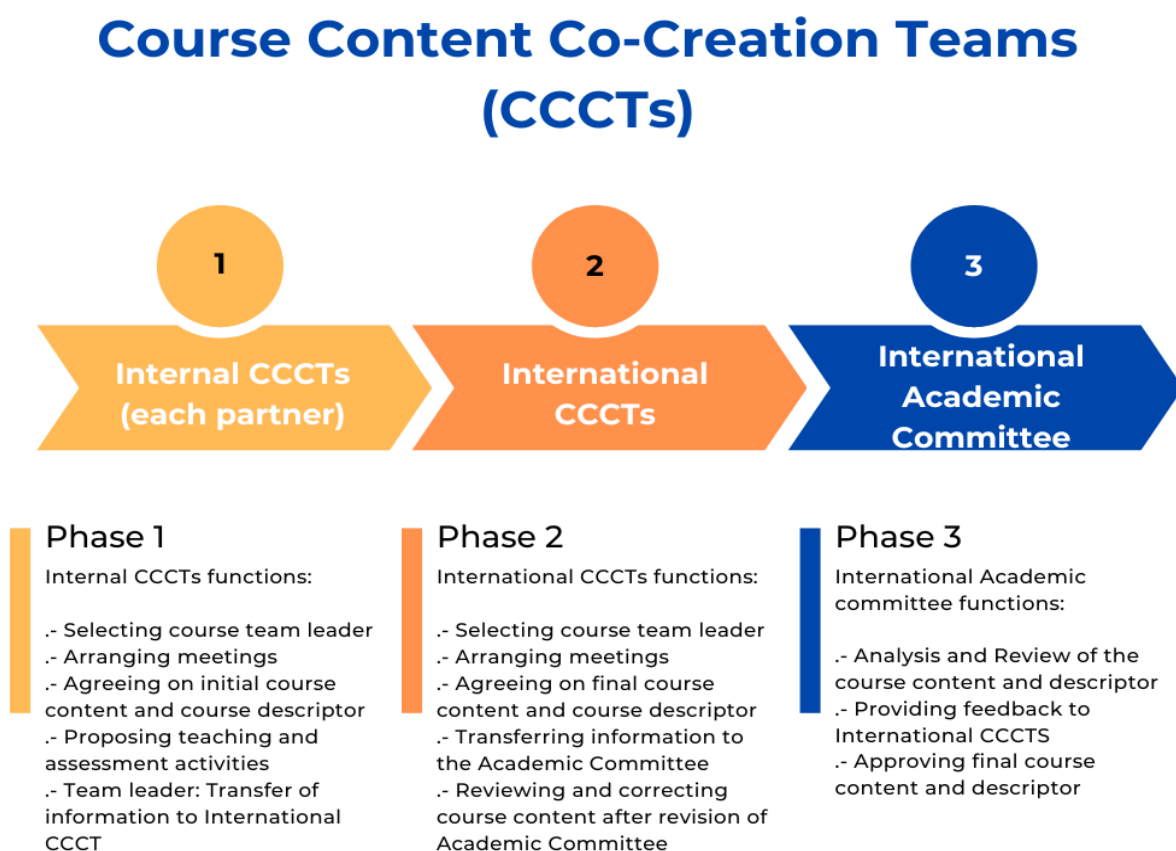 Course Content Co-Creation Teams
(CCCTs)
1
2
3
Internal CCCTs
(each partner)
International
CCCTs
International
Academic
Committee
Phase 1
Internal CCCTs functions:
.- Selecting course team leader
.- Arranging meetings
.- Agreeing on initial course
content and course descriptor
.- Proposing teaching and
assessment activities
.- Team leader: Transfer of
information to International
CCCT
Phase 2
International CCCTs functions:
.- Selecting course team leader
.- Arranging meetings
.- Agreeing on final course
content and course descriptor
.- Transferring information to
the Academic Committee
.- Reviewing and correcting
course content after revision of
Academic Committee
Phase 3
International Academic
committee functions:
.- Analysis and Review of the
course content and descriptor
.- Providing feedback to
International CCCTS
.- Approving final course
content and descriptor